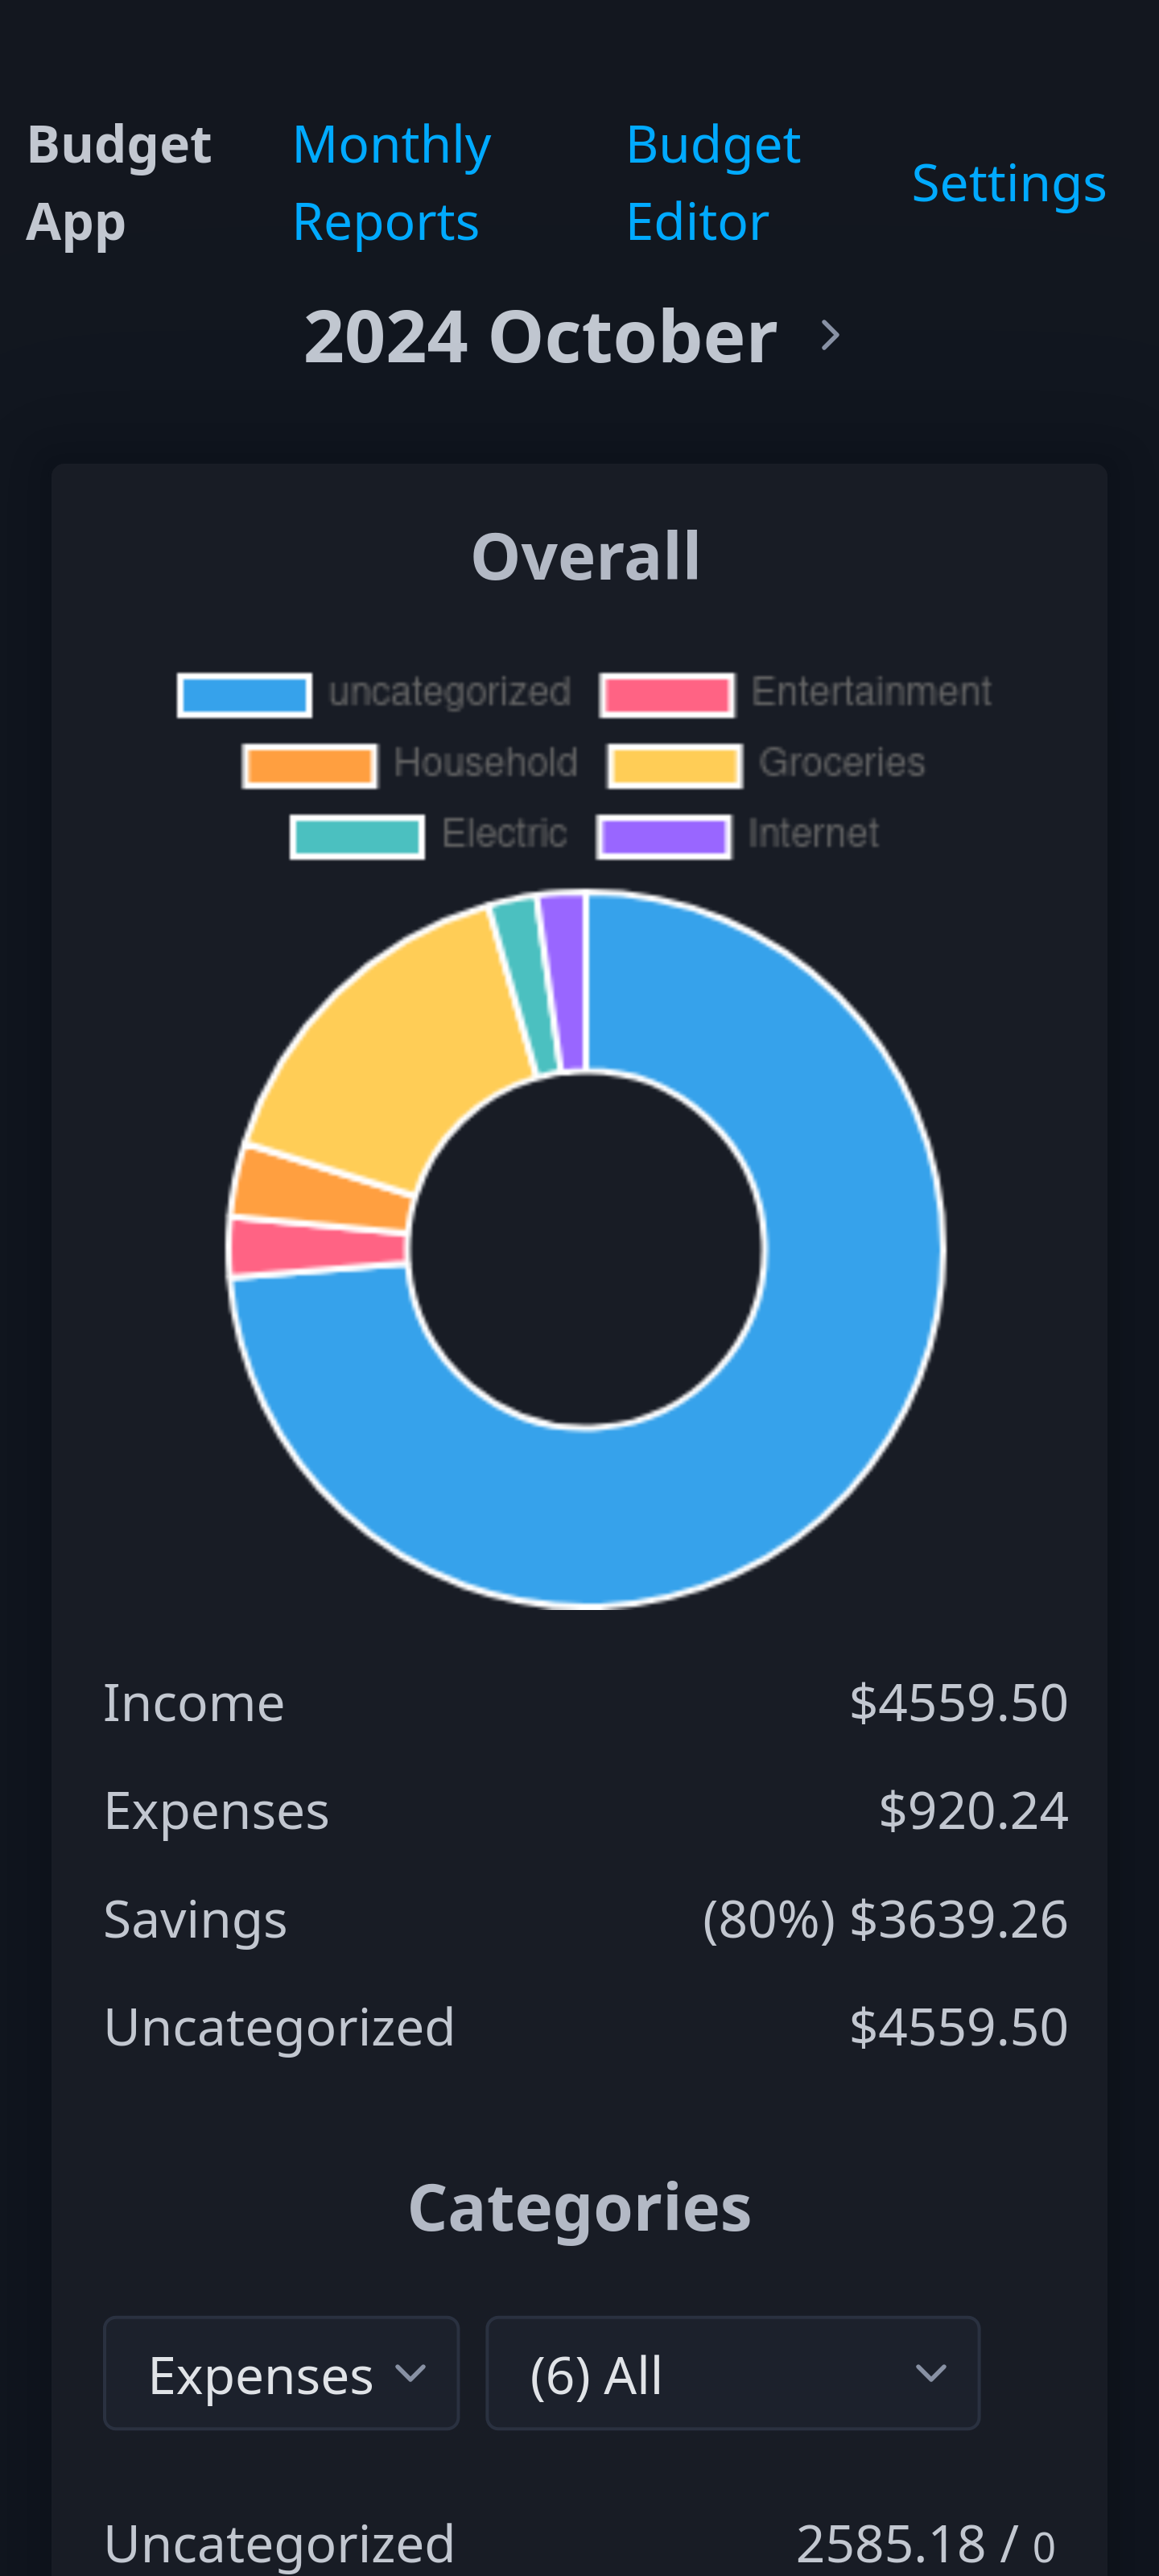 Budget App
Monthly Reports
Budget Editor
Settings
2024 October
Overall
uncategorized
Entertainment
Household
Groceries
Electric
Internet
Income $4559.50
Expenses $920.24
Savings (80%) $3639.26
Uncategorized $4559.50
Categories
Expenses
(6) All
Uncategorized 2585.18 / 0